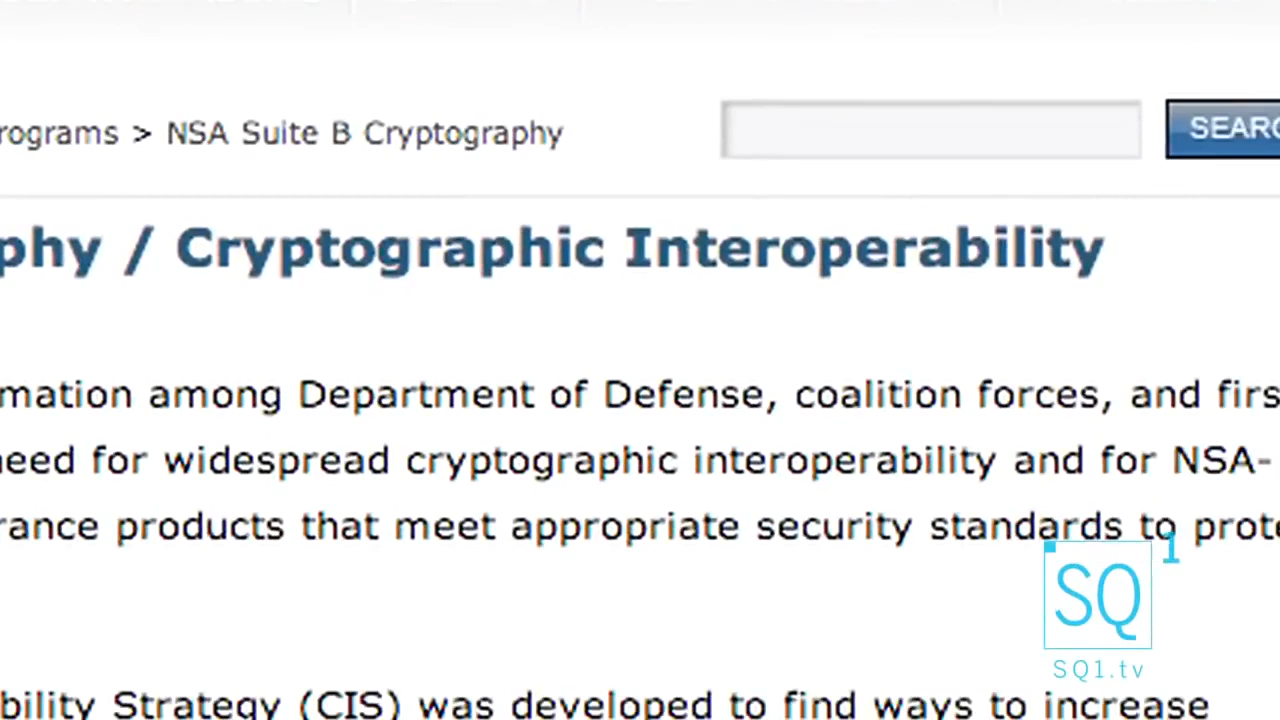 rograms > NSA Suite B Cryptography
SEARC
phy / Cryptographic Interoperability
mation among Department of Defense, coalition forces, and firs
need for widespread cryptographic interoperability and for NSA-
rance products that meet appropriate security standards to prote
SQ1
SQ1.tv
bility Strategy (CIS) was developed to find ways to increase